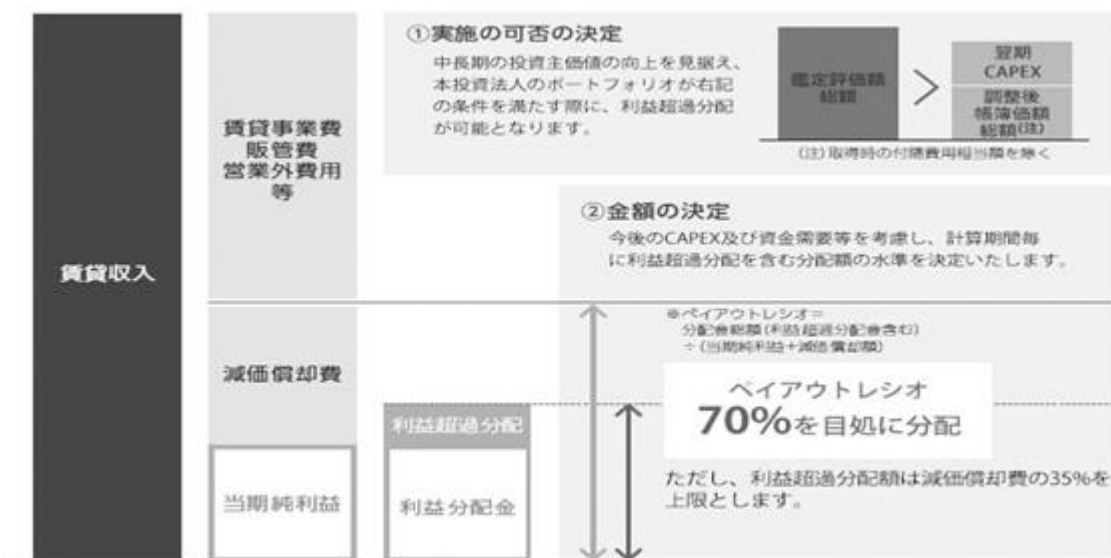 賃貸収入
賃貸事業費
販管費
営業外費用
等
減価償却費
当期純利益
利益超過分配
利益分配金
①実施の可否の決定
中長期の投資主価値の向上を見据え、
本投資法人のポートフォリオが右記
の条件を満たす際に、利益超過分配
が可能となります。
鑑定評価額
総額
>
翌期
CAPEX
調整後
帳簿価額
総額(注)
(注)取得時の付随費用相当額を除く
②金額の決定
今後のCAPEX及び資金需要等を考慮し、計算期間毎
に利益超過分配を含む分配額の水準を決定いたします。
※ペイアウトレシオ=
分配金総額(利益超過分配金含む)
÷(当期純利益+減価償却額)
ペイアウトレシオ
70%を目処に分配
ただし、利益超過分配額は減価償却費の35%を
上限とします。